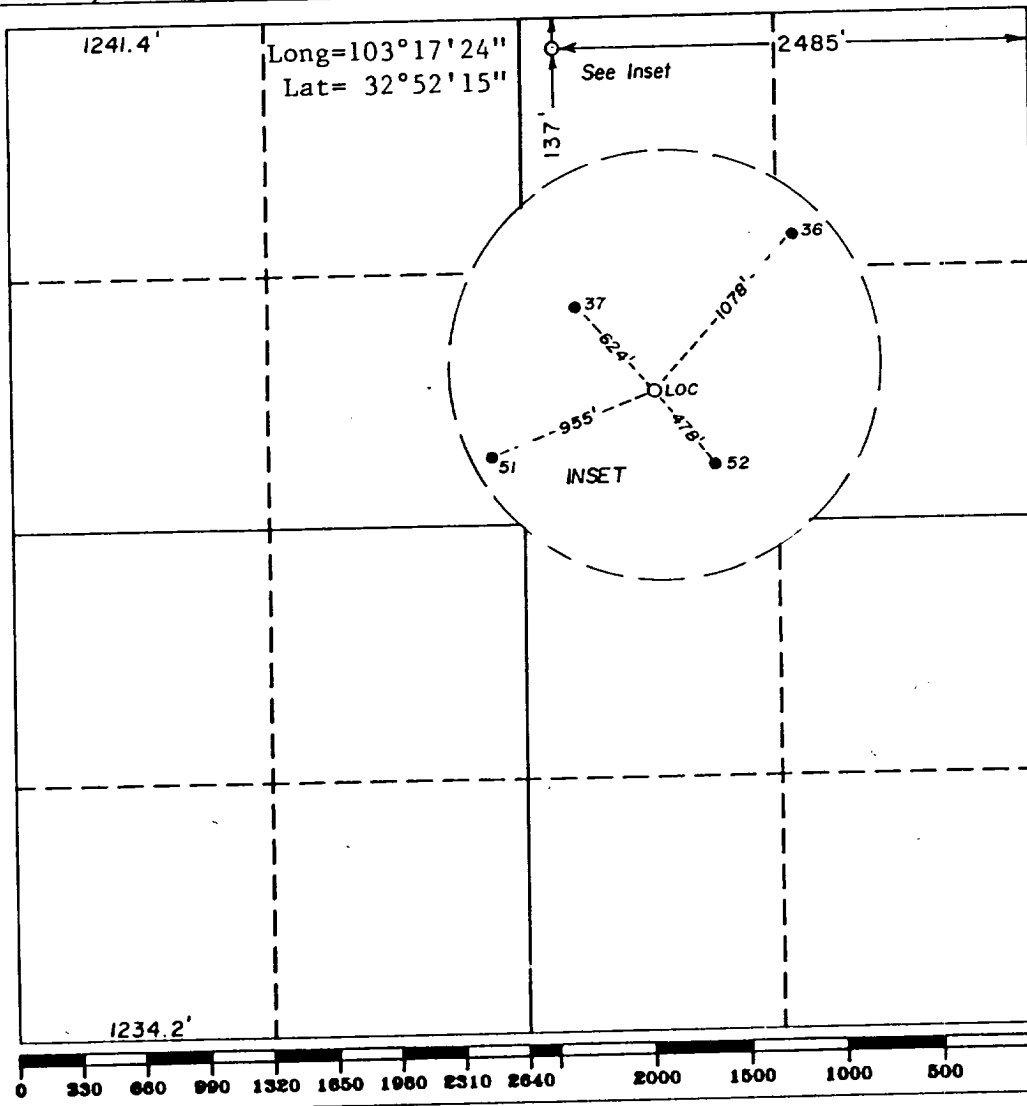 1241.4'
Long=103°17'24"
Lat= 32°52'15"
2485'
See Inset
137'
36
1078'
37
624'
LOC
955'
478'
51
52
INSET
1234.2'
0 330 660 990 1320 1650 1980 2310 2640 2000 1500 1000 500